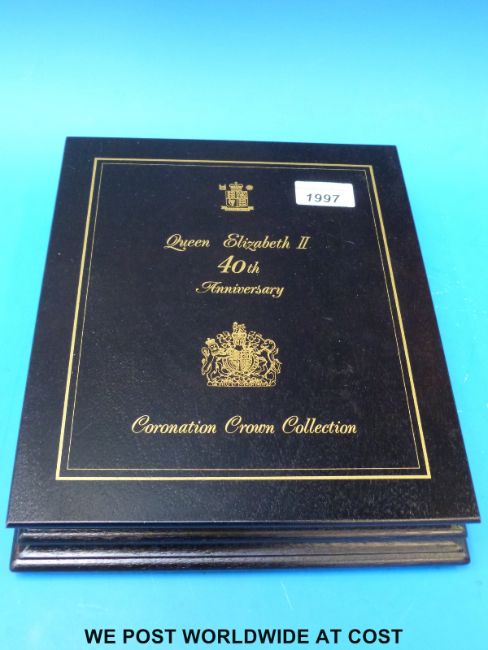 1997
Queen Elizabeth II
40th
Anniversary
Coronation Crown Collection
WE POST WORLDWIDE AT COST